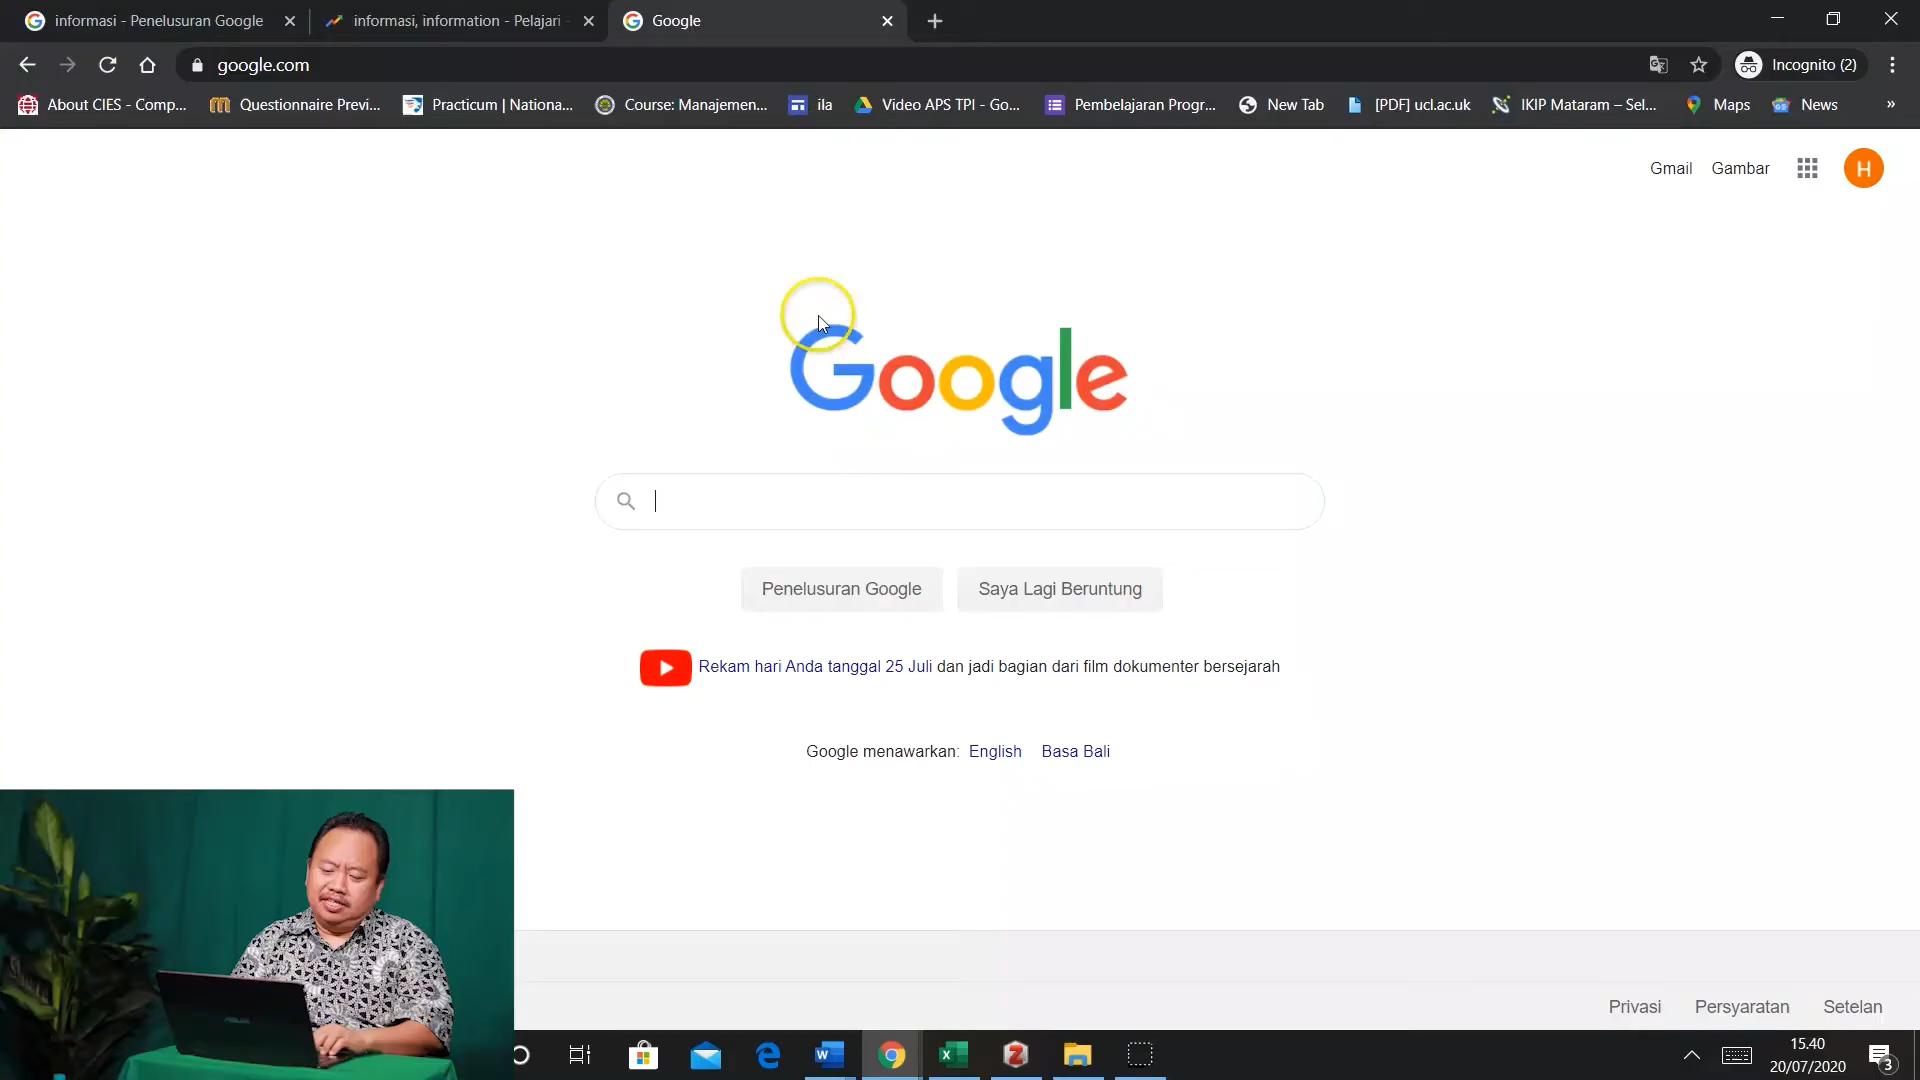 informasi - Penelusuran Google
informasi, information - Pelajari -
Google
google.com
Incognito (2)
About CIES - Comp...
Questionnaire Previ...
Practicum | Nationa...
Course: Manajemen...
ila
Video APS TPI - Go...
Pembelajaran Progr...
New Tab
[PDF] ucl.ac.uk
IKIP Mataram – Sel...
Maps
News
»
Gmail
Gambar
H
Google
Penelusuran Google
Saya Lagi Beruntung
Rekam hari Anda tanggal 25 Juli dan jadi bagian dari film dokumenter bersejarah
Google menawarkan: English Basa Bali
Privasi
Persyaratan
Setelan
15.40
20/07/2020
3